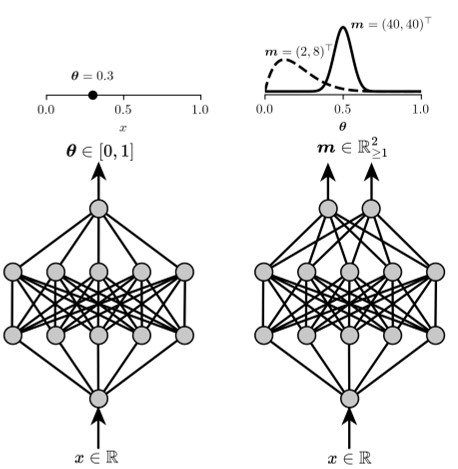 θ = 0.3
0.0 0.5 1.0
x
θ ∈ [0, 1]
x ∈ ℝ
m = (40, 40)⊤
m = (2, 8)⊤
0.0 0.5 1.0
θ
m ∈ ℝ²≥1
x ∈ ℝ